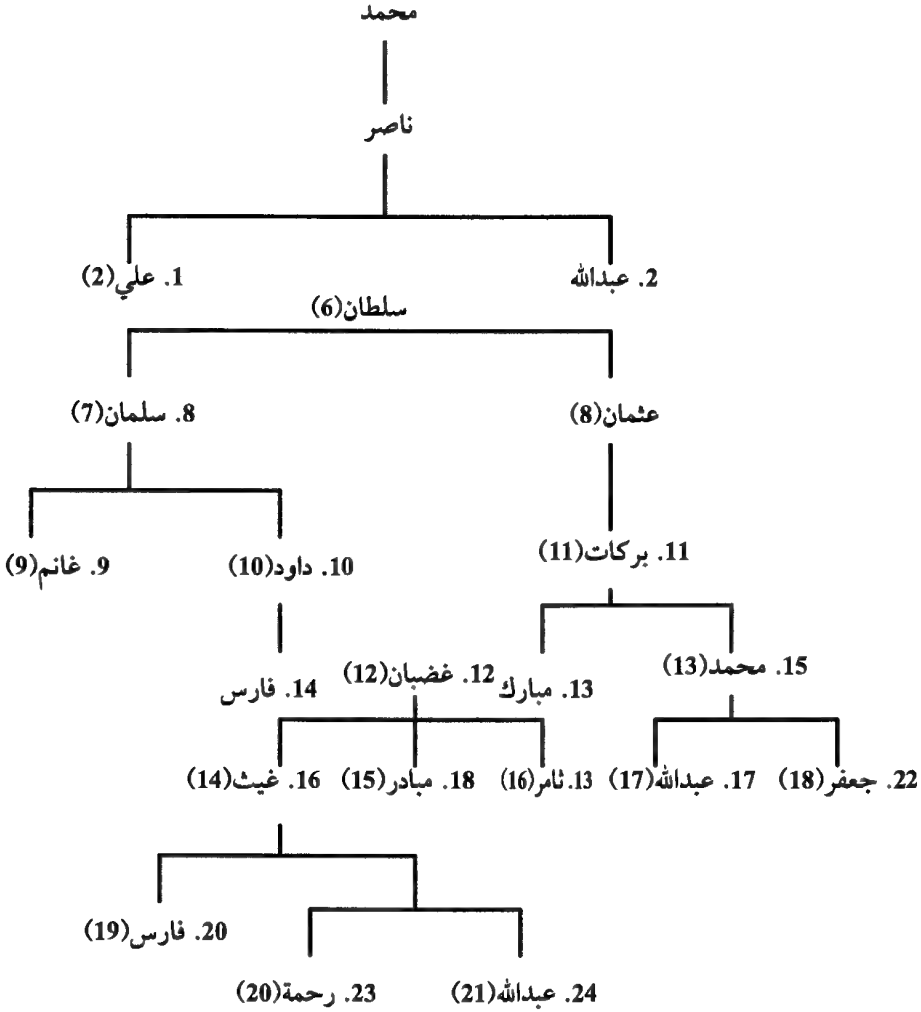 محمد
ناصر
2. عبدالله
1. علي(2)
سلطان(6)
عثمان(8)
8. سلمان(7)
11. بركات(11)
10. داود(10)
9. غانم(9)
15. محمد(13)
13. مبارك
12. غضبان(12)
14. فارس
22. جعفر(18)
17. عبدالله(17)
13. ثامر(16)
18. مبادر(15)
16. غيث(14)
20. فارس(19)
24. عبدالله(21)
23. رحمة(20)